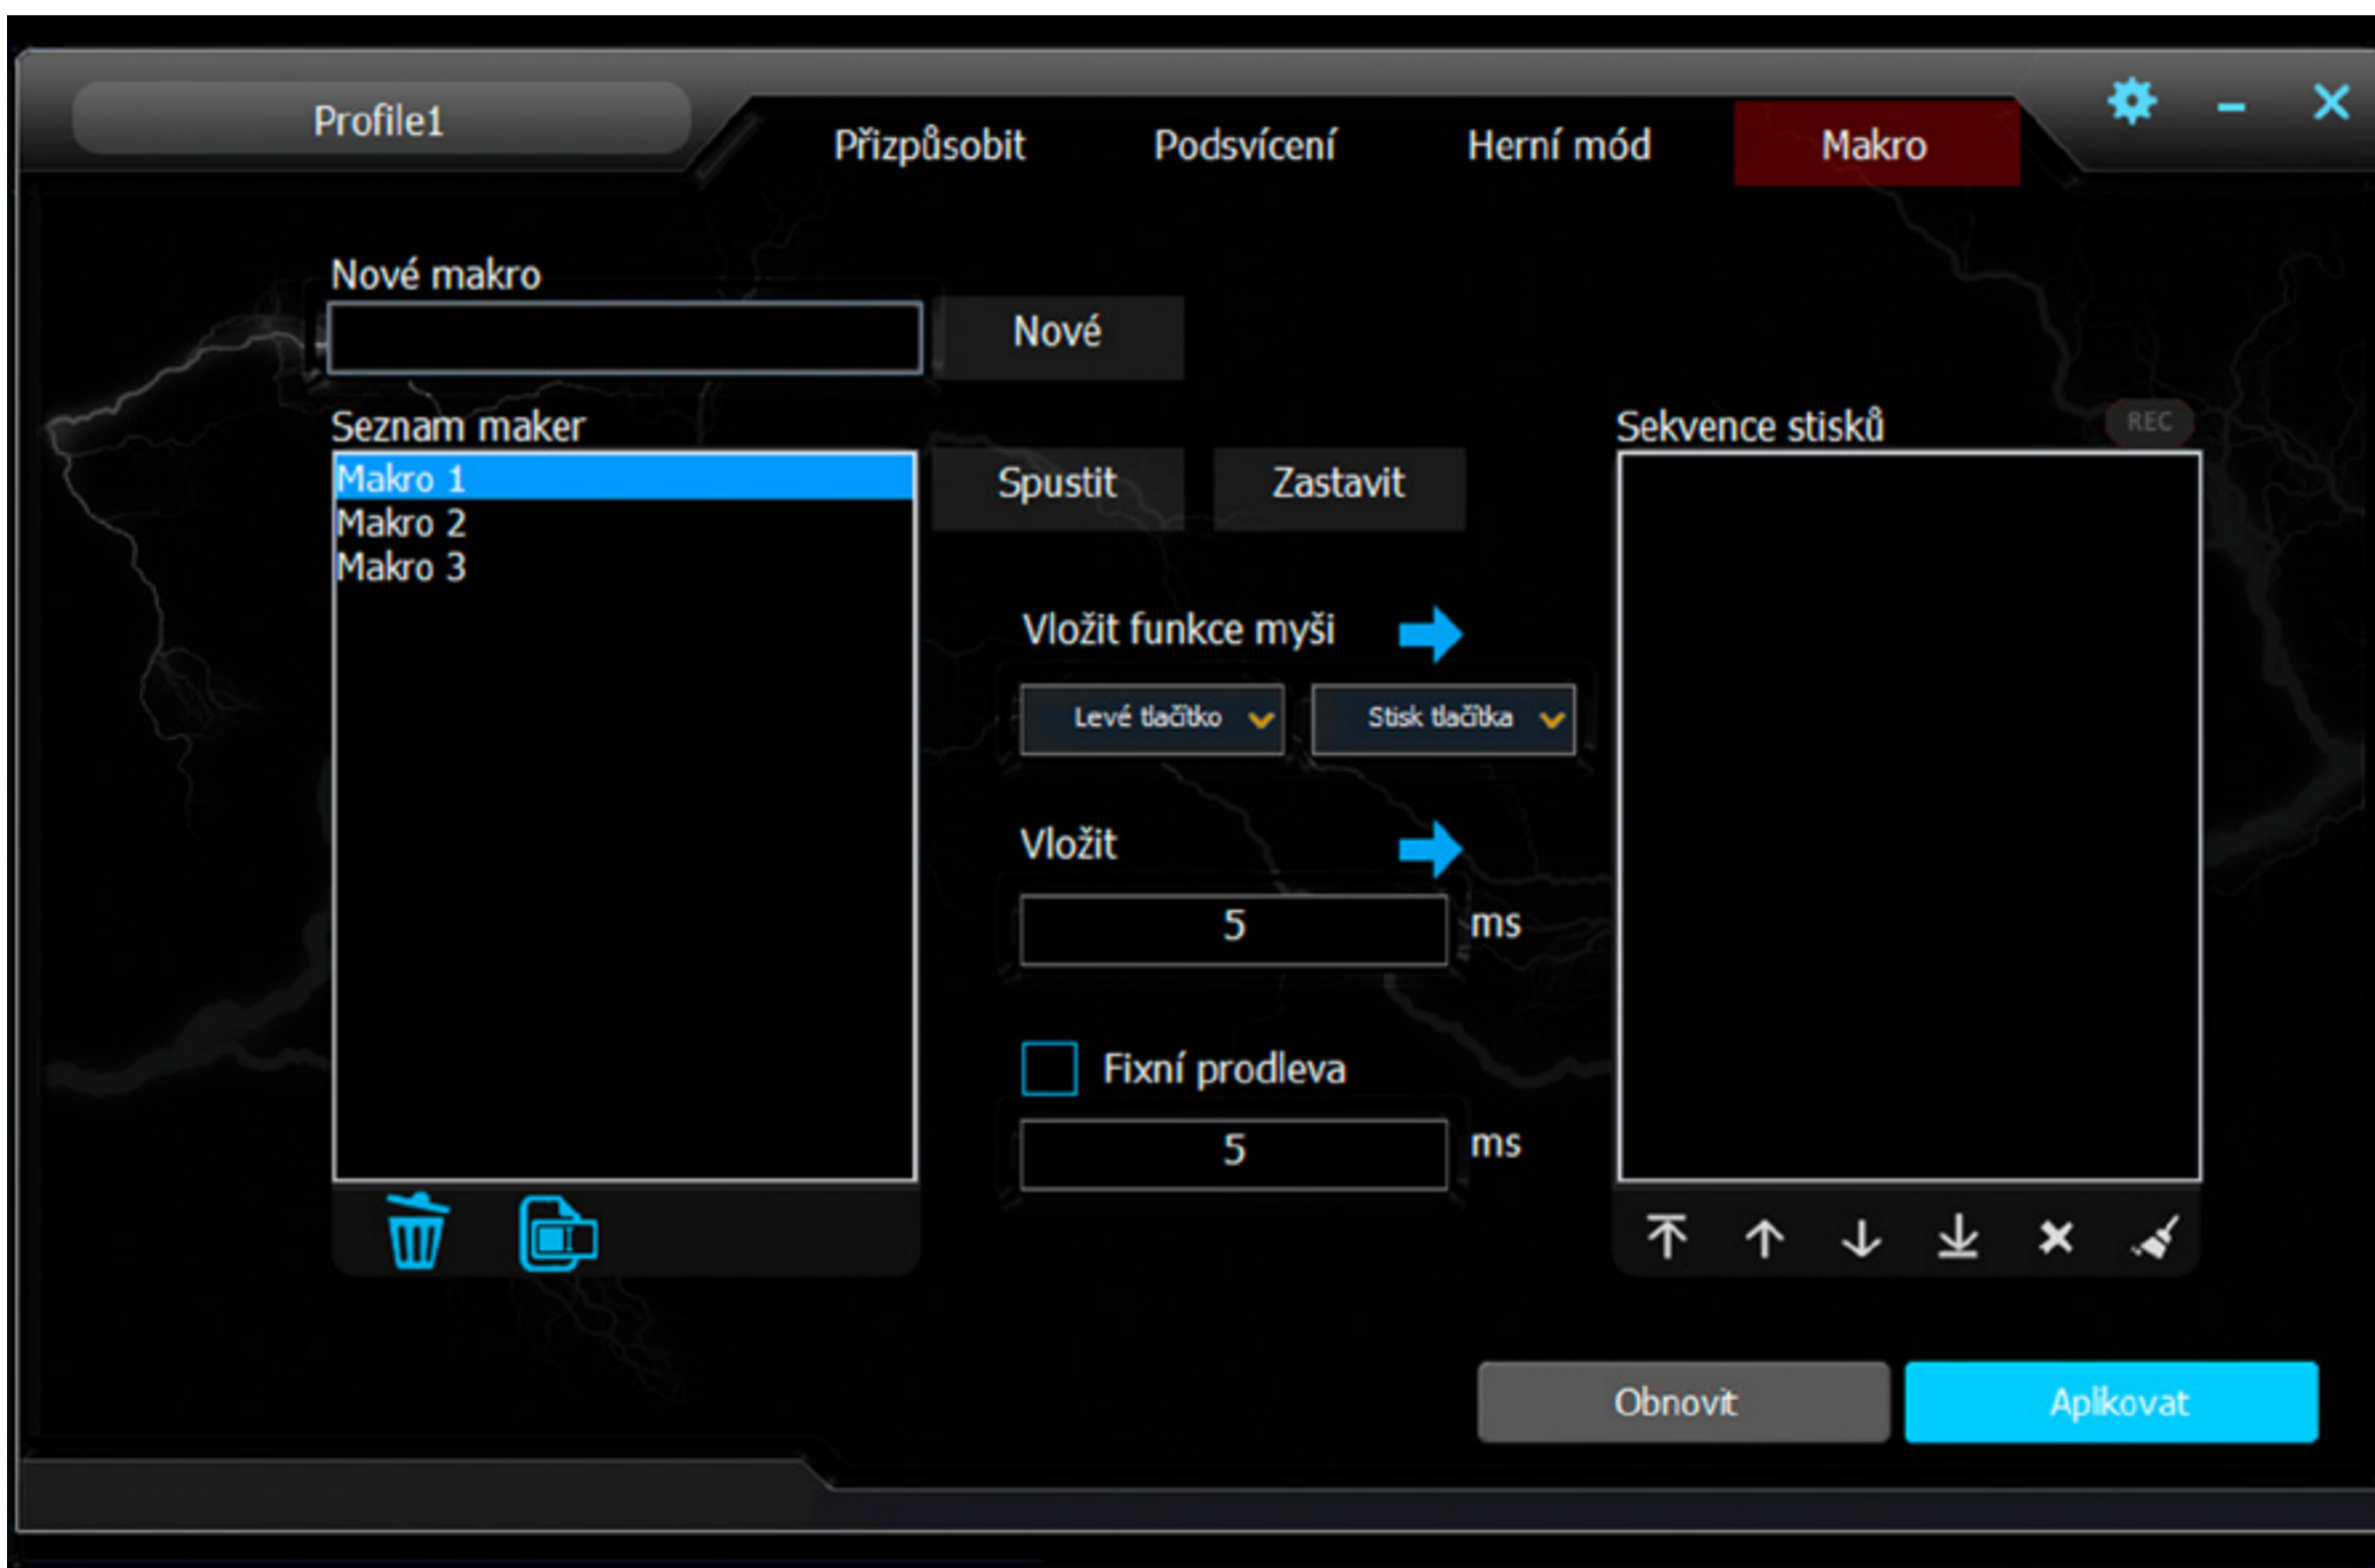 Profile1
Přizpůsobit
Podsvícení
Herní mód
Makro
Nové makro
Nové
Seznam maker
Makro 1
Makro 2
Makro 3
Spustit
Zastavit
Vložit funkce myši
Levé tlačítko
Stisk tlačítka
Vložit
5
ms
Fixní prodleva
5
ms
Sekvence stisků
REC
Obnovit
Aplikovat